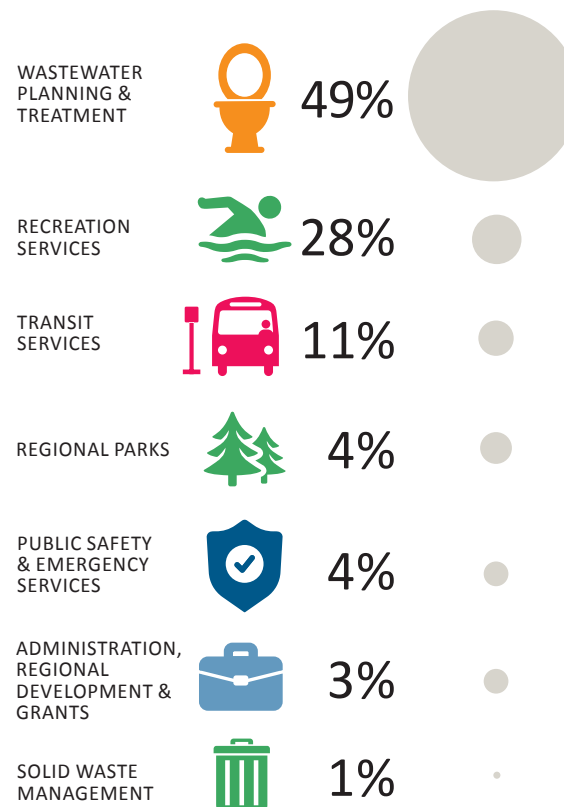 WASTEWATER
PLANNING &
TREATMENT
49%
RECREATION
SERVICES
28%
TRANSIT
SERVICES
11%
REGIONAL PARKS
4%
PUBLIC SAFETY
& EMERGENCY
SERVICES
4%
ADMINISTRATION,
REGIONAL
DEVELOPMENT &
GRANTS
3%
SOLID WASTE
MANAGEMENT
1%